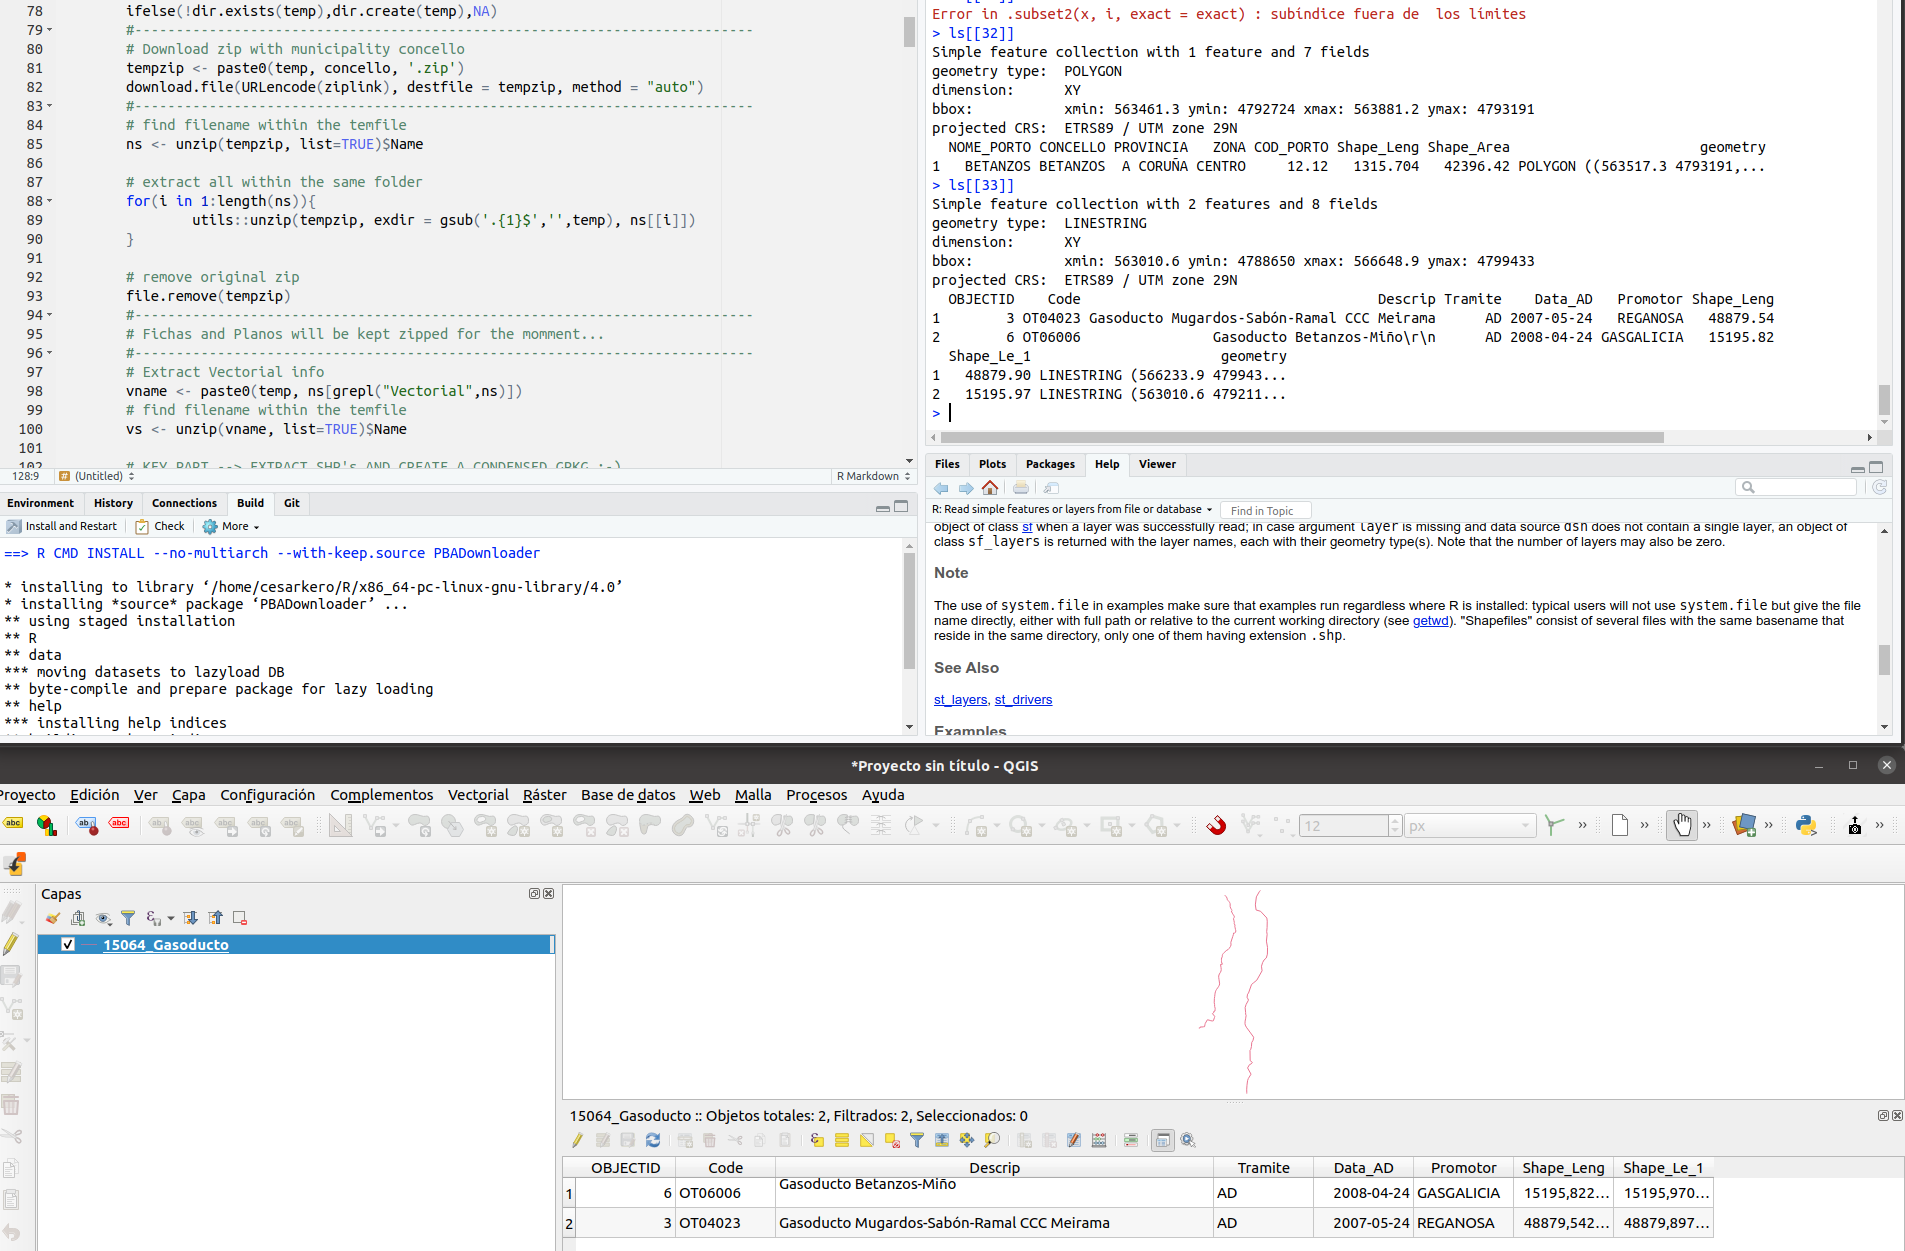 78 ifelse(!dir.exists(temp),dir.create(temp),NA)
79 #---------------------------------------------------------------------------
80 # Download zip with municipality concello
81 tempzip <- paste0(temp, concello, '.zip')
82 download.file(URLencode(ziplink), destfile = tempzip, method = "auto")
83 #---------------------------------------------------------------------------
84 # find filename within the temfile
85 ns <- unzip(tempzip, list=TRUE)$Name
86
87 # extract all within the same folder
88 for(i in 1:length(ns)){
89 utils::unzip(tempzip, exdir = gsub('.{1}$','',temp), ns[[i]])
90 }
91
92 # remove original zip
93 file.remove(tempzip)
94 #---------------------------------------------------------------------------
95 # Fichas and Planos will be kept zipped for the momment...
96 #---------------------------------------------------------------------------
97 # Extract Vectorial info
98 vname <- paste0(temp, ns[grepl("Vectorial",ns)])
99 # find filename within the temfile
100 vs <- unzip(vname, list=TRUE)$Name
101
102 # KEY PART --> EXTRACT SHP's AND CREATE A CONDENSED GPKG :-)
128:9 (Untitled) R Markdown
Environment History Connections Build Git
Install and Restart Check More
==> R CMD INSTALL --no-multiarch --with-keep.source PBADownloader
* installing to library ‘/home/cesarkero/R/x86_64-pc-linux-gnu-library/4.0’
* installing *source* package ‘PBADownloader’ ...
** using staged installation
** R
** data
*** moving datasets to lazyload DB
** byte-compile and prepare package for lazy loading
** help
*** installing help indices
Error in .subset2(x, i, exact = exact) : subíndice fuera de  los límites
> ls[[32]]
Simple feature collection with 1 feature and 7 fields
geometry type:  POLYGON
dimension:      XY
bbox:           xmin: 563461.3 ymin: 4792724 xmax: 563881.2 ymax: 4793191
projected CRS:  ETRS89 / UTM zone 29N
NOME_PORTO CONCELLO PROVINCIA   ZONA COD_PORTO Shape_Leng Shape_Area geometry
1   BETANZOS BETANZOS  A CORUÑA CENTRO     12.12   1315.704   42396.42 POLYGON ((563517.3 4793191,...
> ls[[33]]
Simple feature collection with 2 features and 8 fields
geometry type:  LINESTRING
dimension:      XY
bbox:           xmin: 563010.6 ymin: 4788650 xmax: 566648.9 ymax: 4799433
projected CRS:  ETRS89 / UTM zone 29N
OBJECTID    Code Descrip Tramite    Data_AD   Promotor Shape_Leng
1 3 OT04023 Gasoducto Mugardos-Sabón-Ramal CCC Meirama      AD 2007-05-24   REGANOSA   48879.54
2 6 OT06006 Gasoducto Betanzos-Miño\r\n      AD 2008-04-24 GASGALICIA   15195.82
Shape_Le_1 geometry
1   48879.90 LINESTRING (566233.9 479943...
2   15195.97 LINESTRING (563010.6 479211...
>
Files Plots Packages Help Viewer
R: Read simple features or layers from file or database Find in Topic
object of class sf when a layer was successfully read; in case argument layer is missing and data source dsn does not contain a single layer, an object of
class sf_layers is returned with the layer names, each with their geometry type(s). Note that the number of layers may also be zero.
Note
The use of system.file in examples make sure that examples run regardless where R is installed: typical users will not use system.file but give the file
name directly, either with full path or relative to the current working directory (see getwd). "Shapefiles" consist of several files with the same basename that
reside in the same directory, only one of them having extension .shp.
See Also
st_layers, st_drivers
Examples
*Proyecto sin título - QGIS
Proyecto Edición Ver Capa Configuración Complementos Vectorial Ráster Base de datos Web Malla Procesos Ayuda
abc ab abc 12 px
Capas
15064_Gasoducto
15064_Gasoducto :: Objetos totales: 2, Filtrados: 2, Seleccionados: 0
OBJECTID Code Descrip Tramite Data_AD Promotor Shape_Leng Shape_Le_1
1 6 OT06006 Gasoducto Betanzos-Miño AD 2008-04-24 GASGALICIA 15195,822... 15195,970...
2 3 OT04023 Gasoducto Mugardos-Sabón-Ramal CCC Meirama AD 2007-05-24 REGANOSA 48879,542... 48879,897...